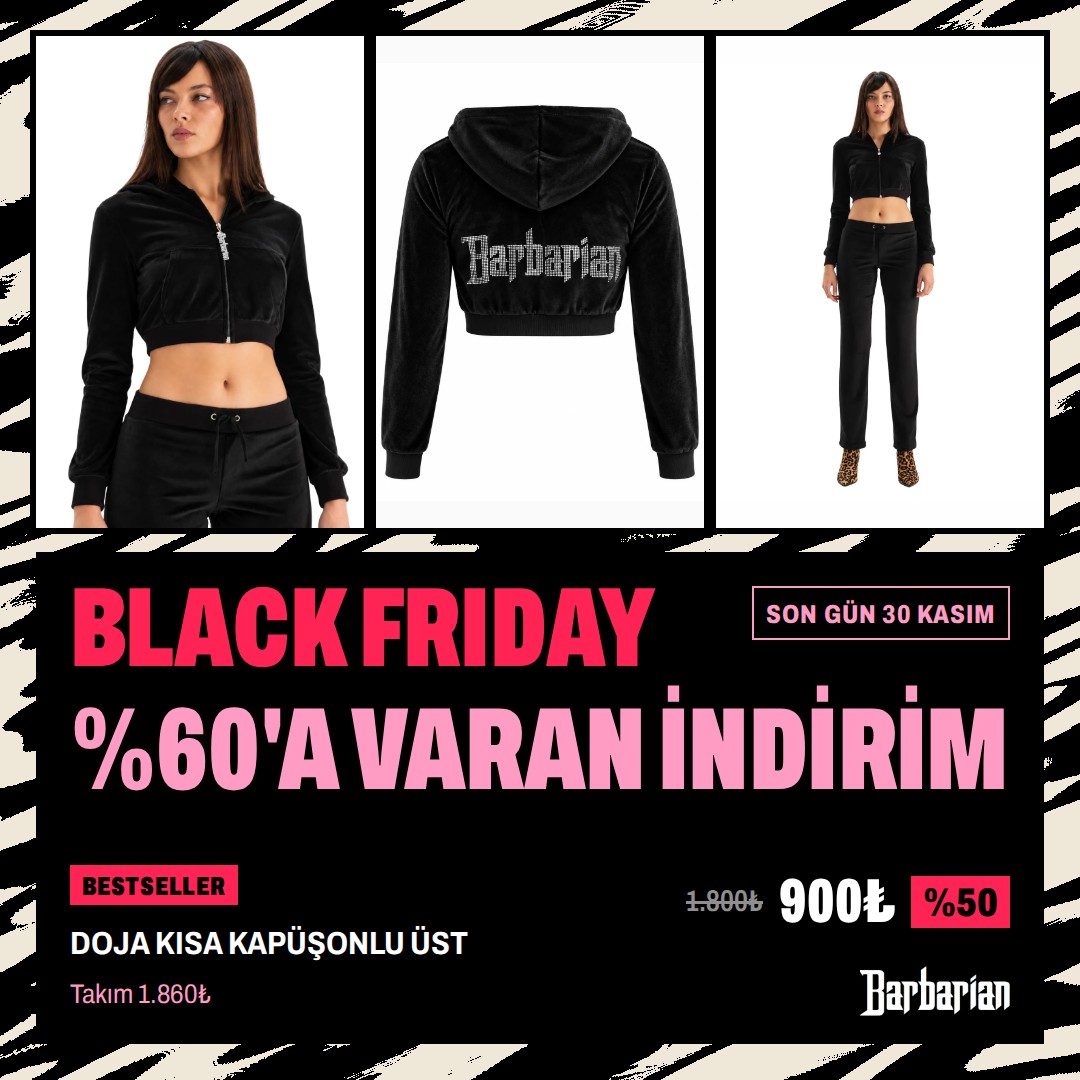 Barbarian
BLACK FRIDAY
SON GÜN 30 KASIM
%60'A VARAN İNDİRİM
BESTSELLER
1.800₺ 900₺ %50
DOJA KISA KAPÜŞONLU ÜST
Takım 1.860₺
Barbarian